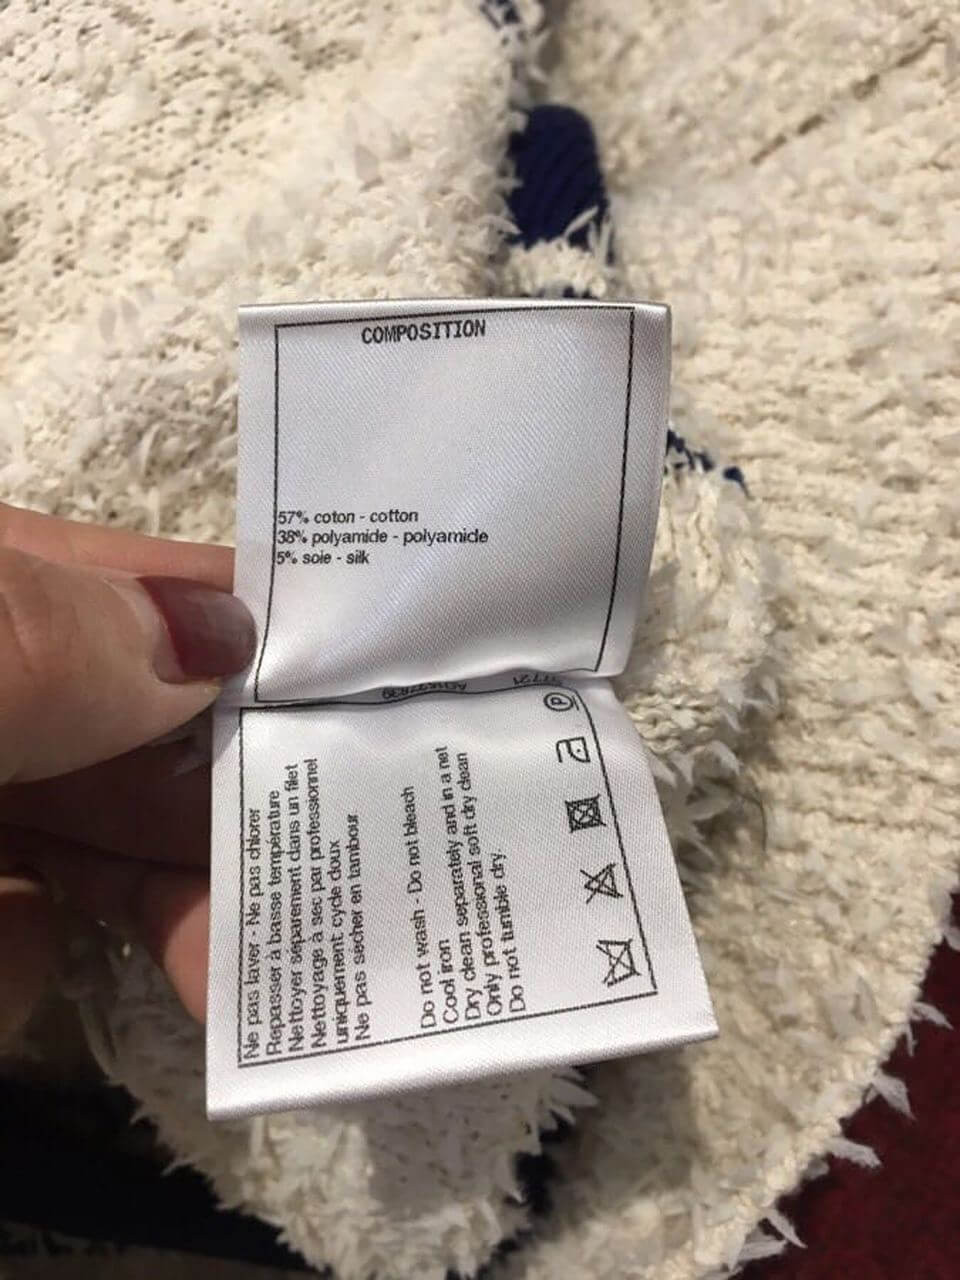 COMPOSITION
57% coton - cotton
38% polyamide - polyamide
5% soie - silk
Ne pas laver - Ne pas chlorer
Repasser à basse température
Nettoyer séparement dans un filet
Nettoyage à sec par professionnel
uniquement cycle doux
Ne pas sécher en tambour
Do not wash - Do not bleach
Cool iron
Dry clean separately and in a net
Only professional soft dry clean
Do not tumble dry.
P